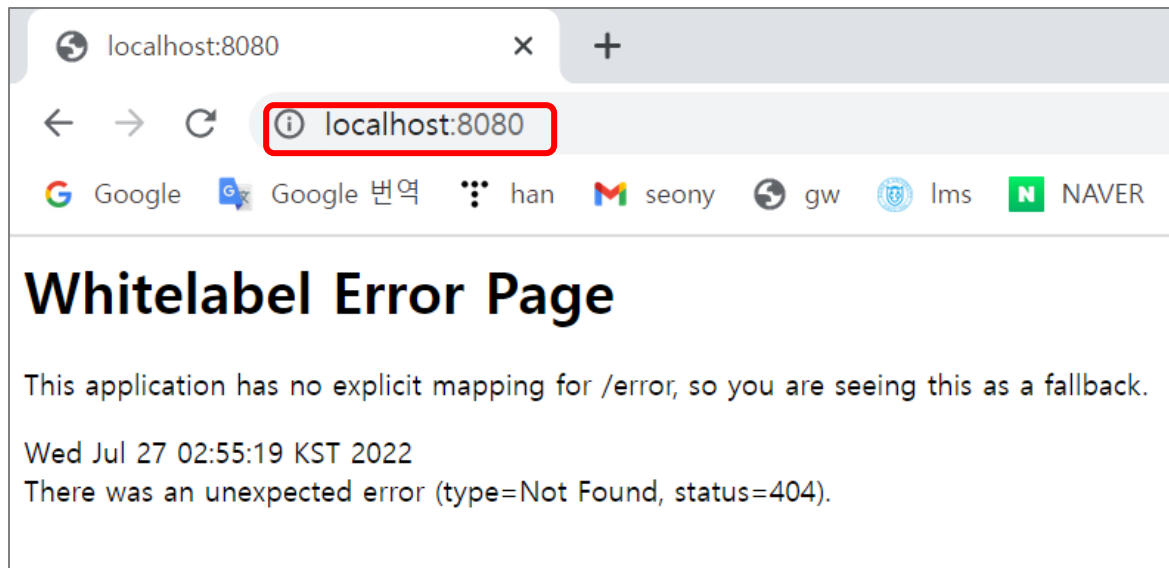 localhost:8080
localhost:8080
Google Google 번역 han seony gw lms NAVER
Whitelabel Error Page
This application has no explicit mapping for /error, so you are seeing this as a fallback.
Wed Jul 27 02:55:19 KST 2022
There was an unexpected error (type=Not Found, status=404).